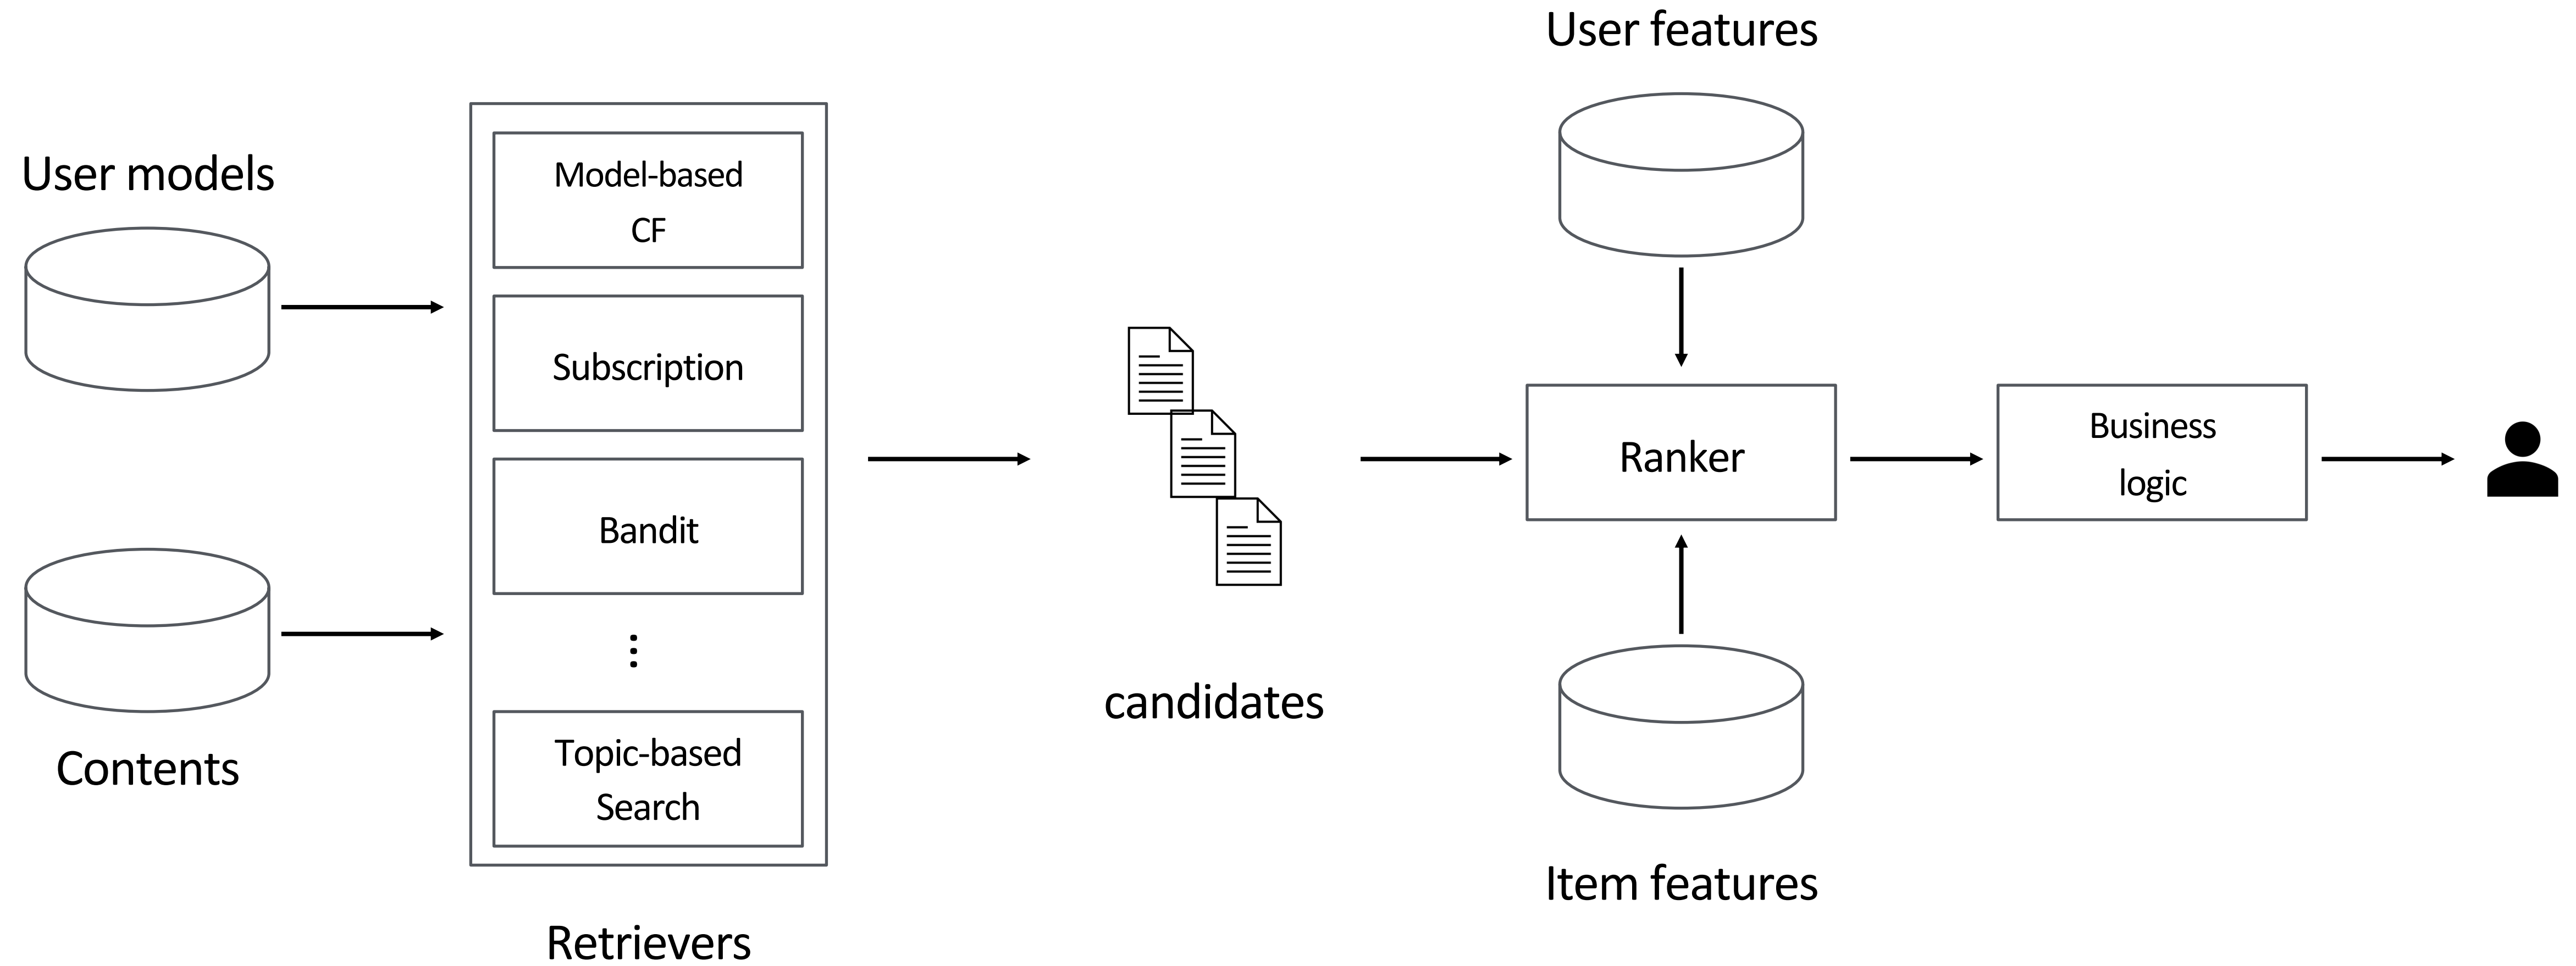 User models
Contents
Model-based
CF
Subscription
Bandit
⋮
Topic-based
Search
Retrievers
candidates
User features
Ranker
Item features
Business
logic